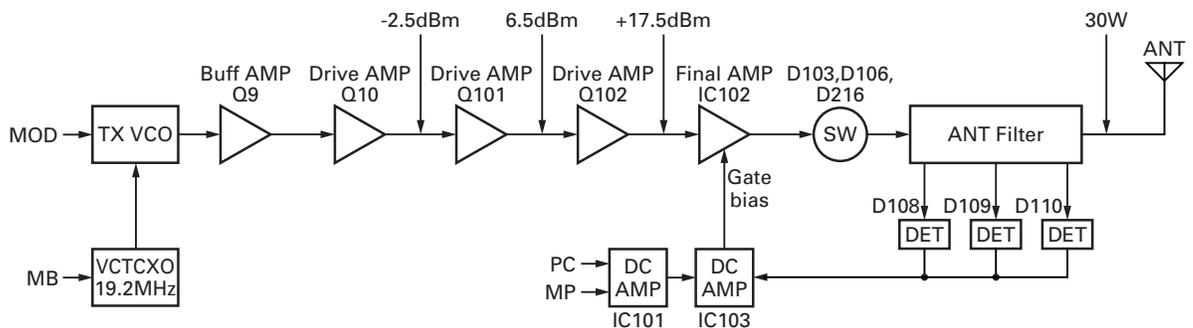 -2.5dBm
6.5dBm
+17.5dBm
30W
ANT
Buff AMP
Q9
Drive AMP
Q10
Drive AMP
Q101
Drive AMP
Q102
Final AMP
IC102
D103,D106,
D216
MOD
TX VCO
SW
ANT Filter
Gate
bias
D108
D109
D110
DET
DET
DET
MB
VCTCXO
19.2MHz
PC
MP
DC
AMP
IC101
DC
AMP
IC103